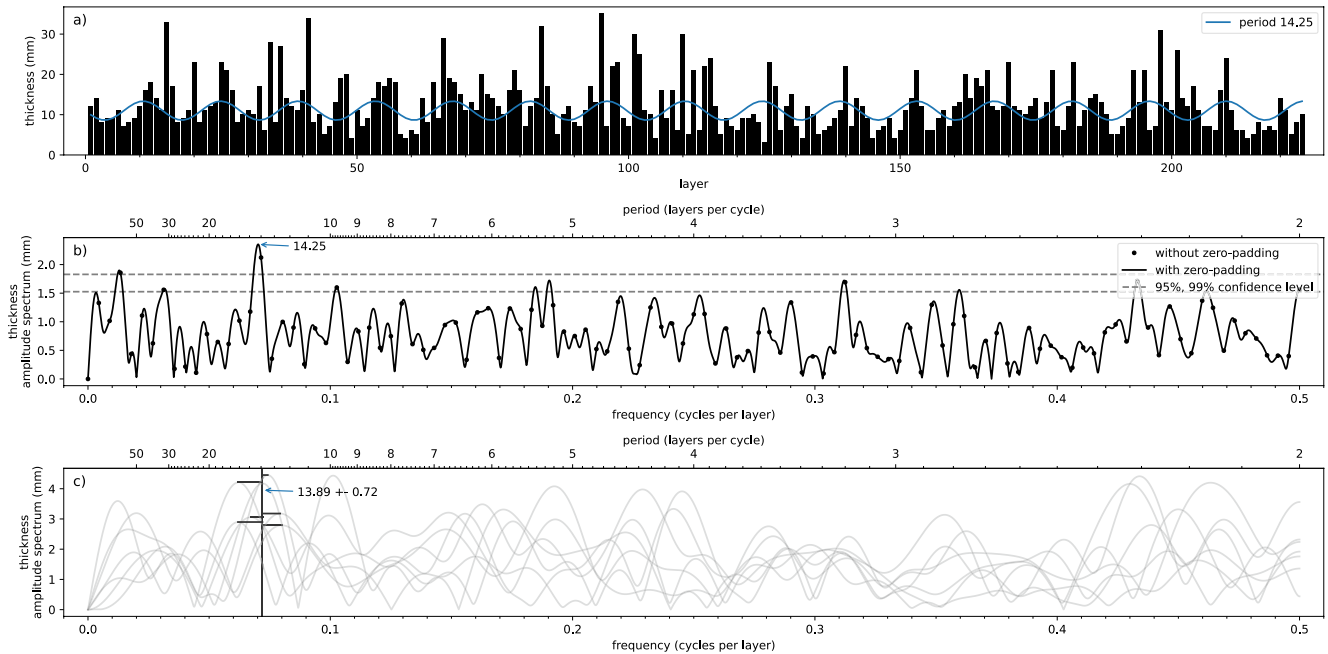 a)
period 14.25
thickness (mm)
30
20
10
0
0 50 100 150 200
layer
period (layers per cycle)
50 30 20 10 9 8 7 6 5 4 3 2
b)
14.25
without zero-padding
with zero-padding
95%, 99% confidence level
thickness
amplitude spectrum (mm)
2.0
1.5
1.0
0.5
0.0
0.0 0.1 0.2 0.3 0.4 0.5
frequency (cycles per layer)
period (layers per cycle)
50 30 20 10 9 8 7 6 5 4 3 2
c)
13.89 +- 0.72
thickness
amplitude spectrum (mm)
4
3
2
1
0
0.0 0.1 0.2 0.3 0.4 0.5
frequency (cycles per layer)